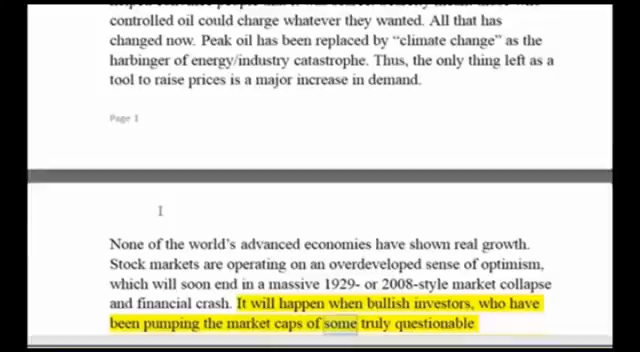 controlled oil could charge whatever they wanted. All that has
changed now. Peak oil has been replaced by “climate change” as the
harbinger of energy/industry catastrophe. Thus, the only thing left as a
tool to raise prices is a major increase in demand.
Page 1
None of the world’s advanced economies have shown real growth.
Stock markets are operating on an overdeveloped sense of optimism,
which will soon end in a massive 1929- or 2008-style market collapse
and financial crash. It will happen when bullish investors, who have
been pumping the market caps of some truly questionable